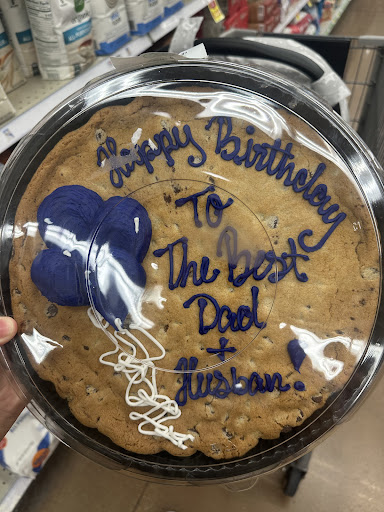 Happy Birthday
To
The Best
Dad
+
Husban.